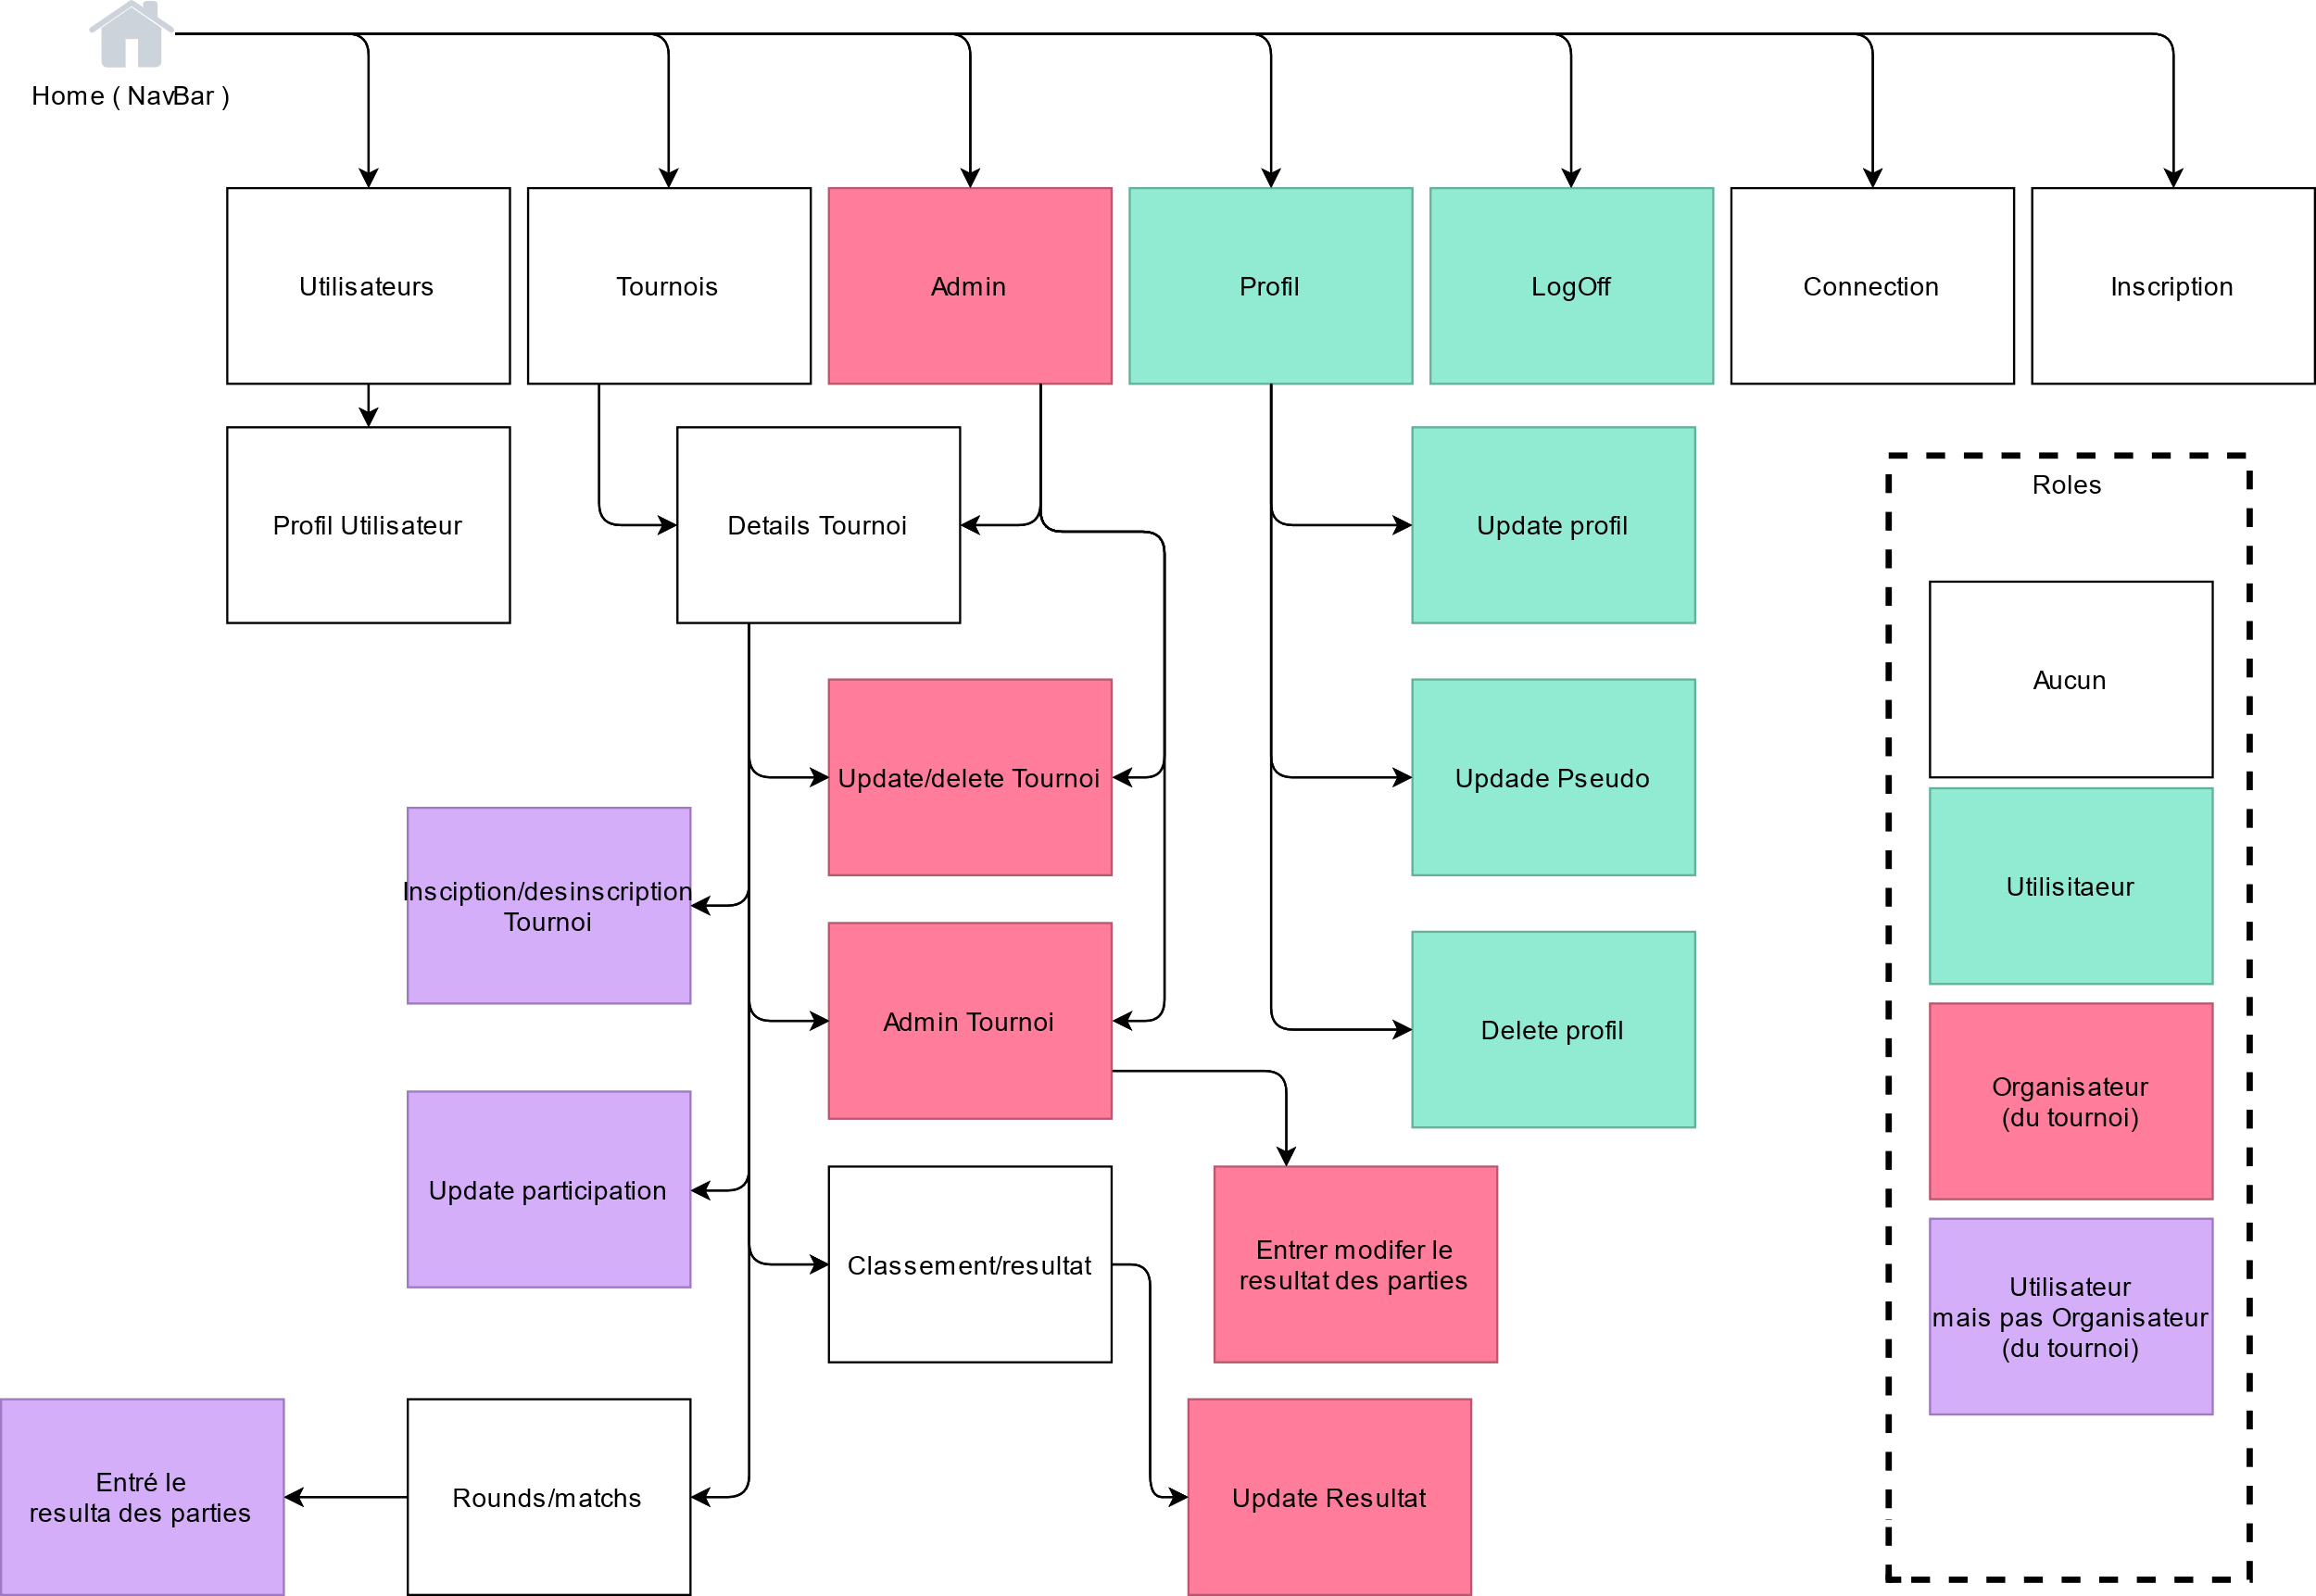 Home ( NavBar )
Utilisateurs
Tournois
Admin
Profil
LogOff
Connection
Inscription
Profil Utilisateur
Details Tournoi
Update profil
Roles
Aucun
Update/delete Tournoi
Updade Pseudo
Utilisitaeur
Insciption/desinscription
Tournoi
Admin Tournoi
Delete profil
Organisateur
(du tournoi)
Update participation
Classement/resultat
Entrer modifer le
resultat des parties
Utilisateur
mais pas Organisateur
(du tournoi)
Entré le
resulta des parties
Rounds/matchs
Update Resultat